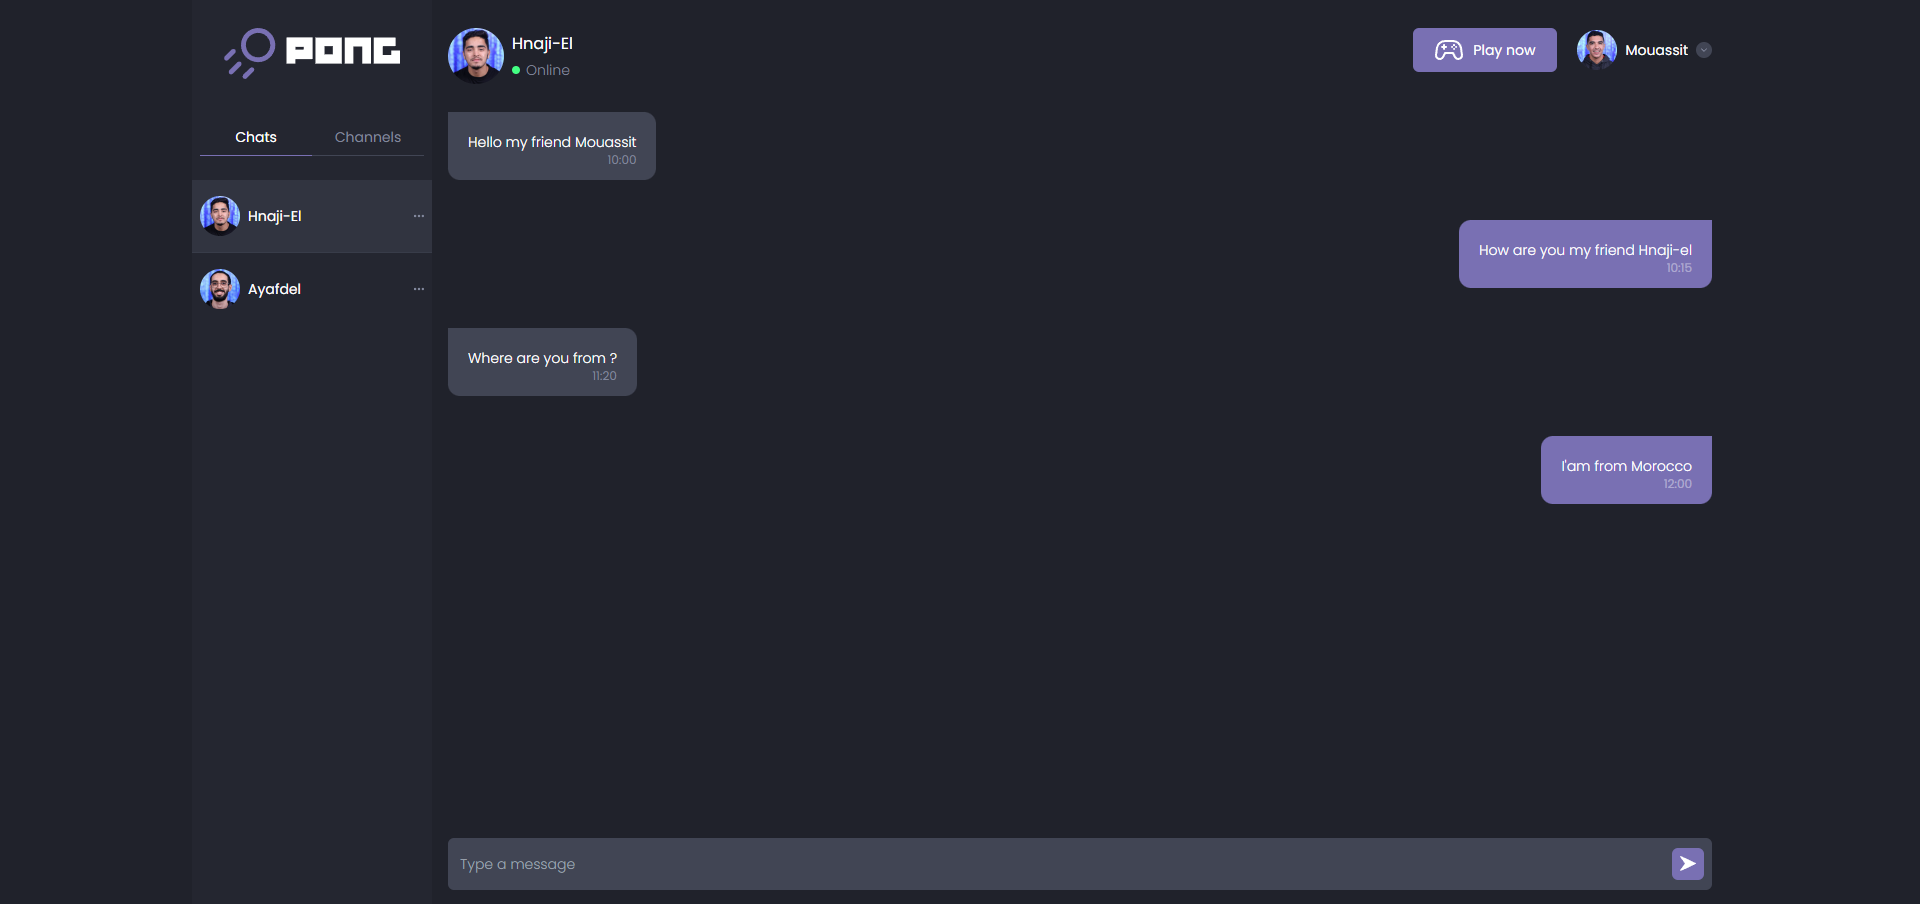 PONG
Chats
Channels
Hnaji-El
Ayafdel
Hnaji-El
Online
Play now
Mouassit
Hello my friend Mouassit
10:00
How are you my friend Hnaji-el
10:15
Where are you from ?
11:20
I'am from Morocco
12:00
Type a message